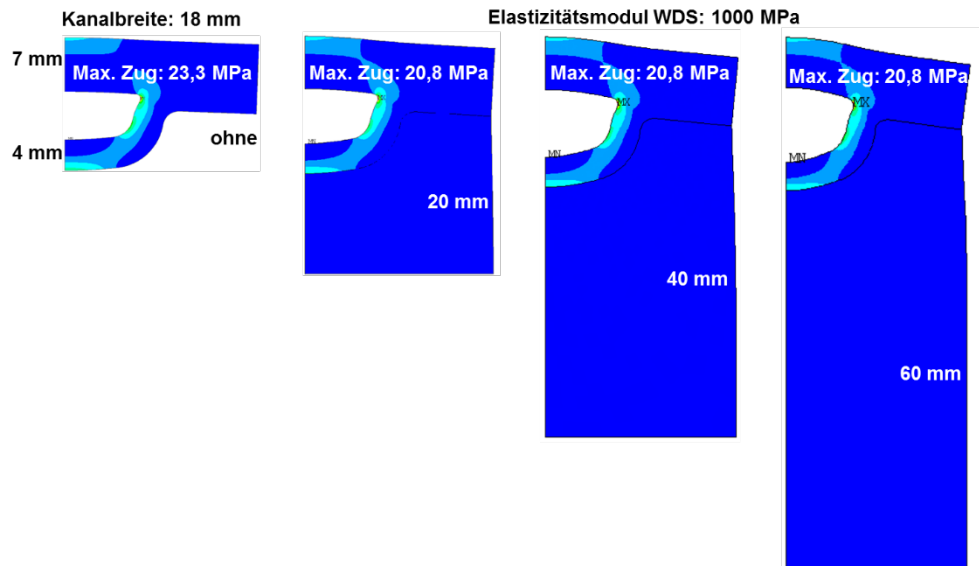 Kanalbreite: 18 mm
Elastizitätsmodul WDS: 1000 MPa
7 mm
Max. Zug: 23,3 MPa
Max. Zug: 20,8 MPa
Max. Zug: 20,8 MPa
Max. Zug: 20,8 MPa
MX
MX
MX
ohne
4 mm
MN
MN
MN
20 mm
40 mm
60 mm